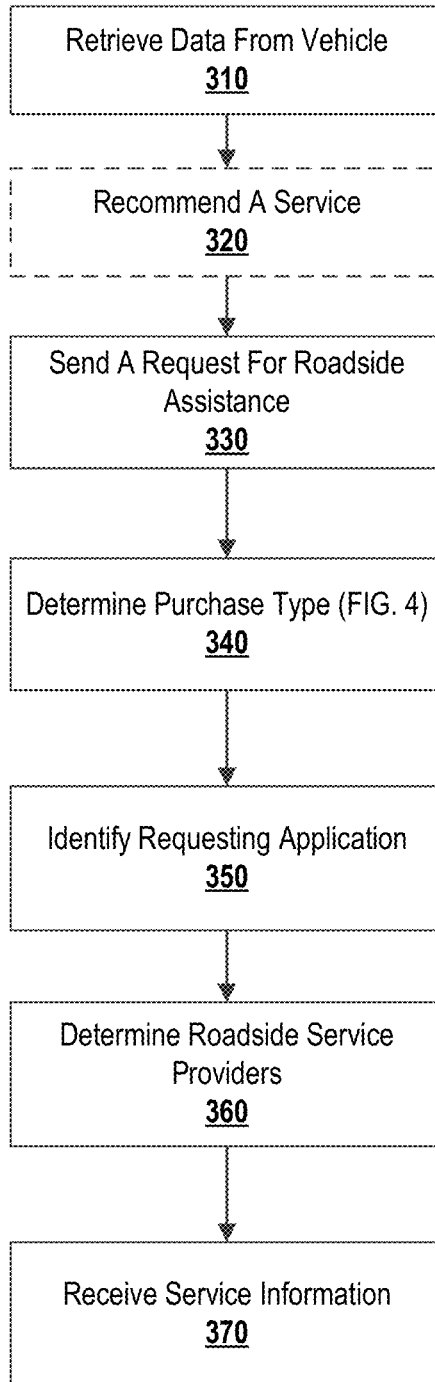 Retrieve Data From Vehicle
310
Recommend A Service
320
Send A Request For Roadside
Assistance
330
Determine Purchase Type (FIG. 4)
340
Identify Requesting Application
350
Determine Roadside Service
Providers
360
Receive Service Information
370